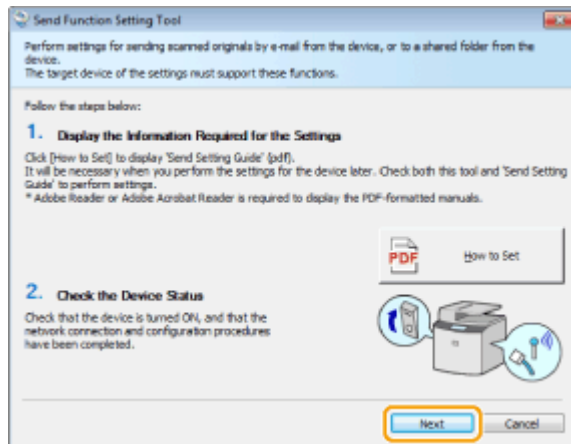 Send Function Setting Tool
Perform settings for sending scanned originals by e-mail from the device, or to a shared folder from the
device.
The target device of the settings must support these functions.
Follow the steps below:
1. Display the Information Required for the Settings
Click [How to Set] to display 'Send Setting Guide' (pdf).
It will be necessary when you perform the settings for the device later. Check both this tool and 'Send Setting
Guide' to perform settings.
* Adobe Reader or Adobe Acrobat Reader is required to display the PDF-formatted manuals.
PDF
How to Set
2. Check the Device Status
Check that the device is turned ON, and that the
network connection and configuration procedures
have been completed.
Next
Cancel